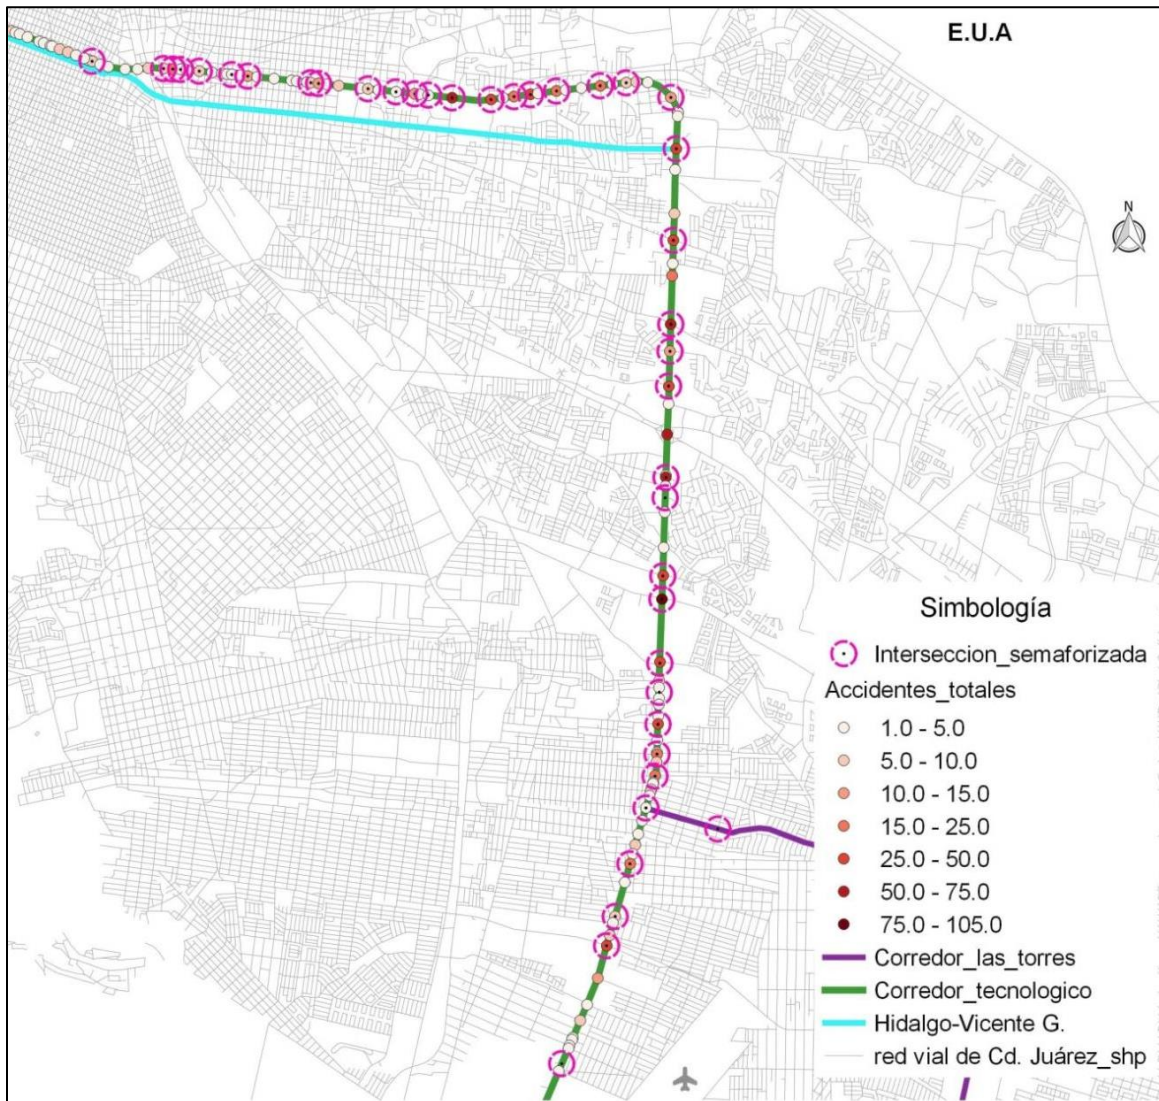 E.U.A
N
Simbología
Interseccion_semaforizada
Accidentes_totales
1.0 - 5.0
5.0 - 10.0
10.0 - 15.0
15.0 - 25.0
25.0 - 50.0
50.0 - 75.0
75.0 - 105.0
Corredor_las_torres
Corredor_tecnologico
Hidalgo-Vicente G.
red vial de Cd. Juárez_shp